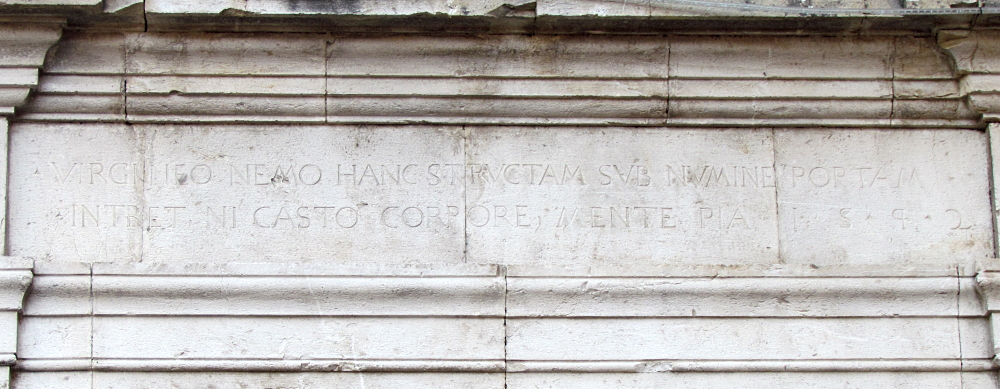 VIRGINEO NEMO HANC STRVCTAM SVB NVMINE PORTAM
INTRET, NI CASTO CORPORE, MENTE PIA 1 5 9 2